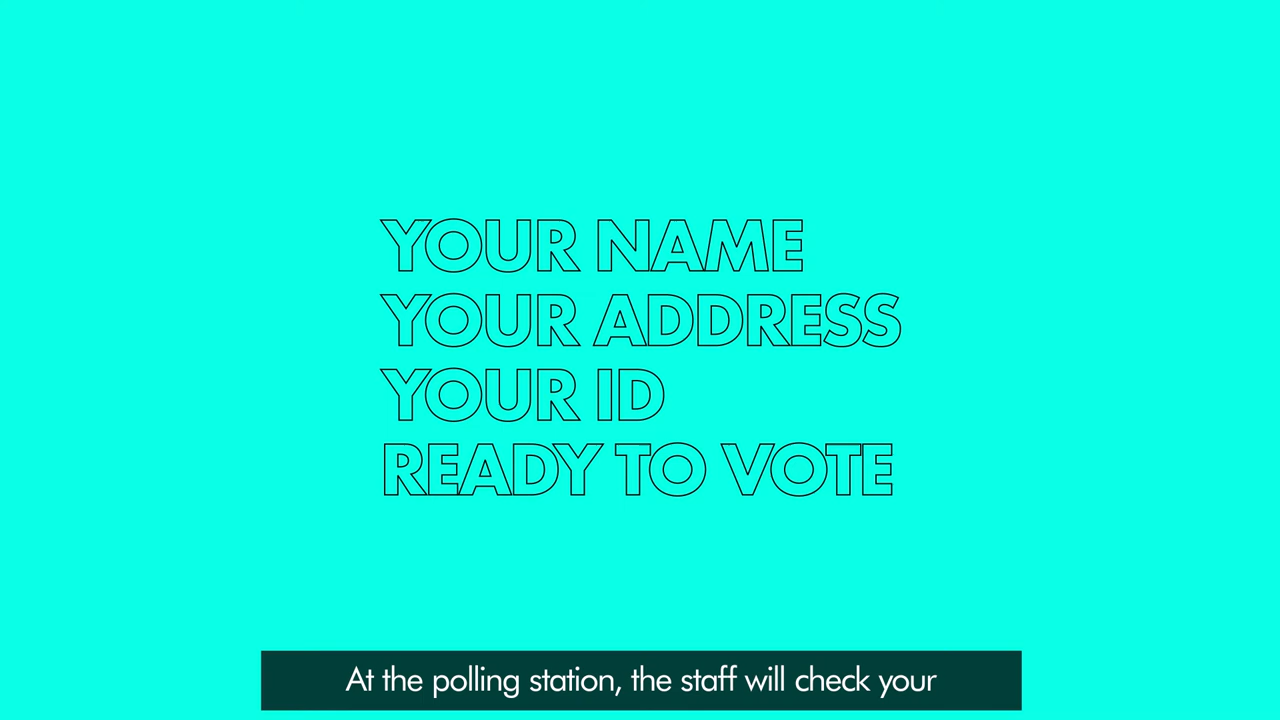 YOUR NAME
YOUR ADDRESS
YOUR ID
READY TO VOTE
At the polling station, the staff will check your